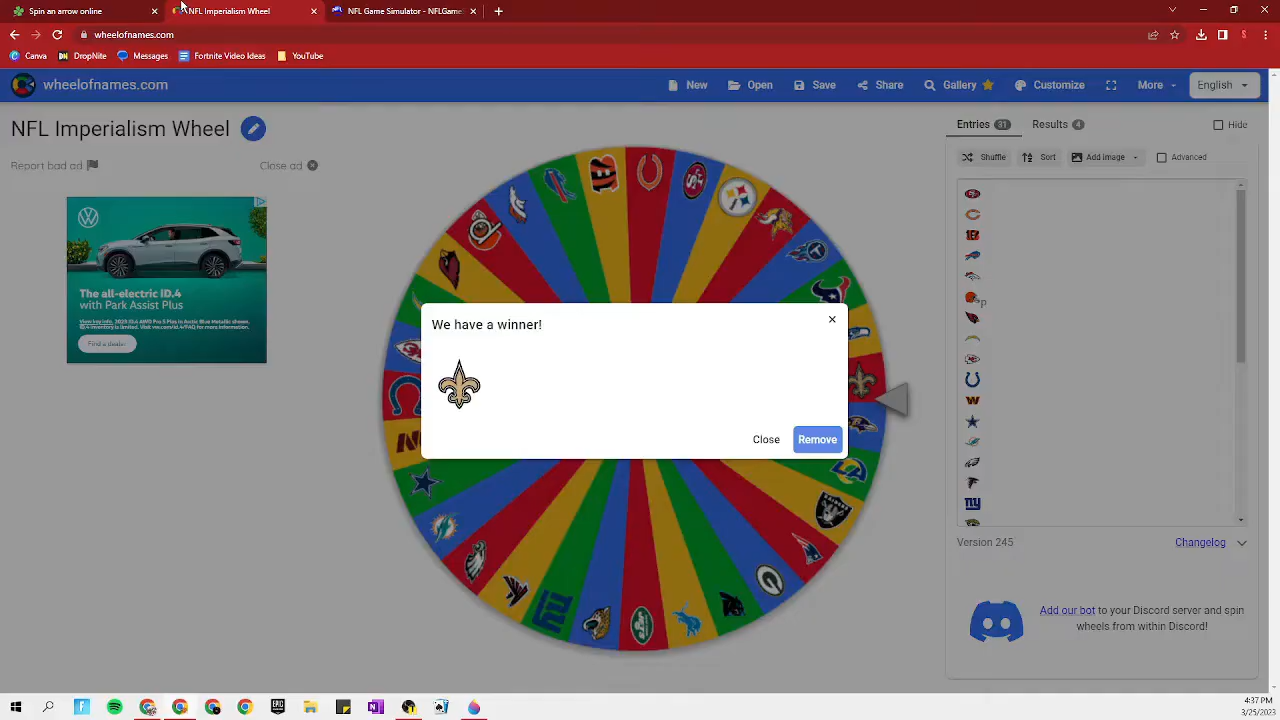 Spin an arrow online
NFL Imperialism Wheel
NFL Game Simulator - NFLGame
wheelofnames.com
Canva
DropNite
Messages
Fortnite Video Ideas
YouTube
wheelofnames.com
New
Open
Save
Share
Gallery
Customize
More
English
NFL Imperialism Wheel
Report bad ad
Close ad
The all-electric ID.4
with Park Assist Plus
Find a dealer
We have a winner!
Close
Remove
Entries 31
Results 4
Hide
Shuffle
Sort
Add image
Advanced
Version 245
Changelog
Add our bot to your Discord server and spin
wheels from within Discord!
4:37 PM
3/25/2023